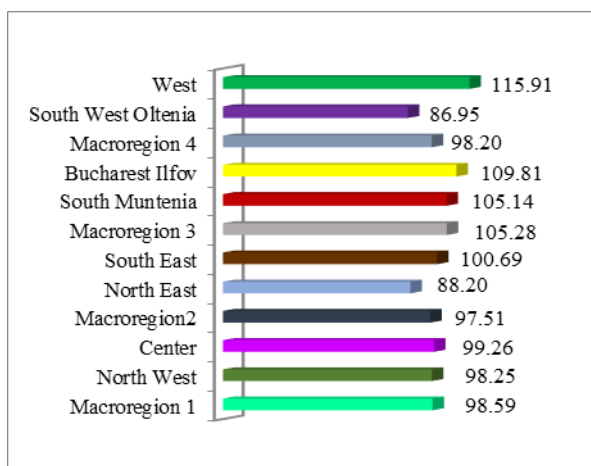 West 115.91
South West Oltenia 86.95
Macroregion 4 98.20
Bucharest Ilfov 109.81
South Muntenia 105.14
Macroregion 3 105.28
South East 100.69
North East 88.20
Macroregion2 97.51
Center 99.26
North West 98.25
Macroregion 1 98.59